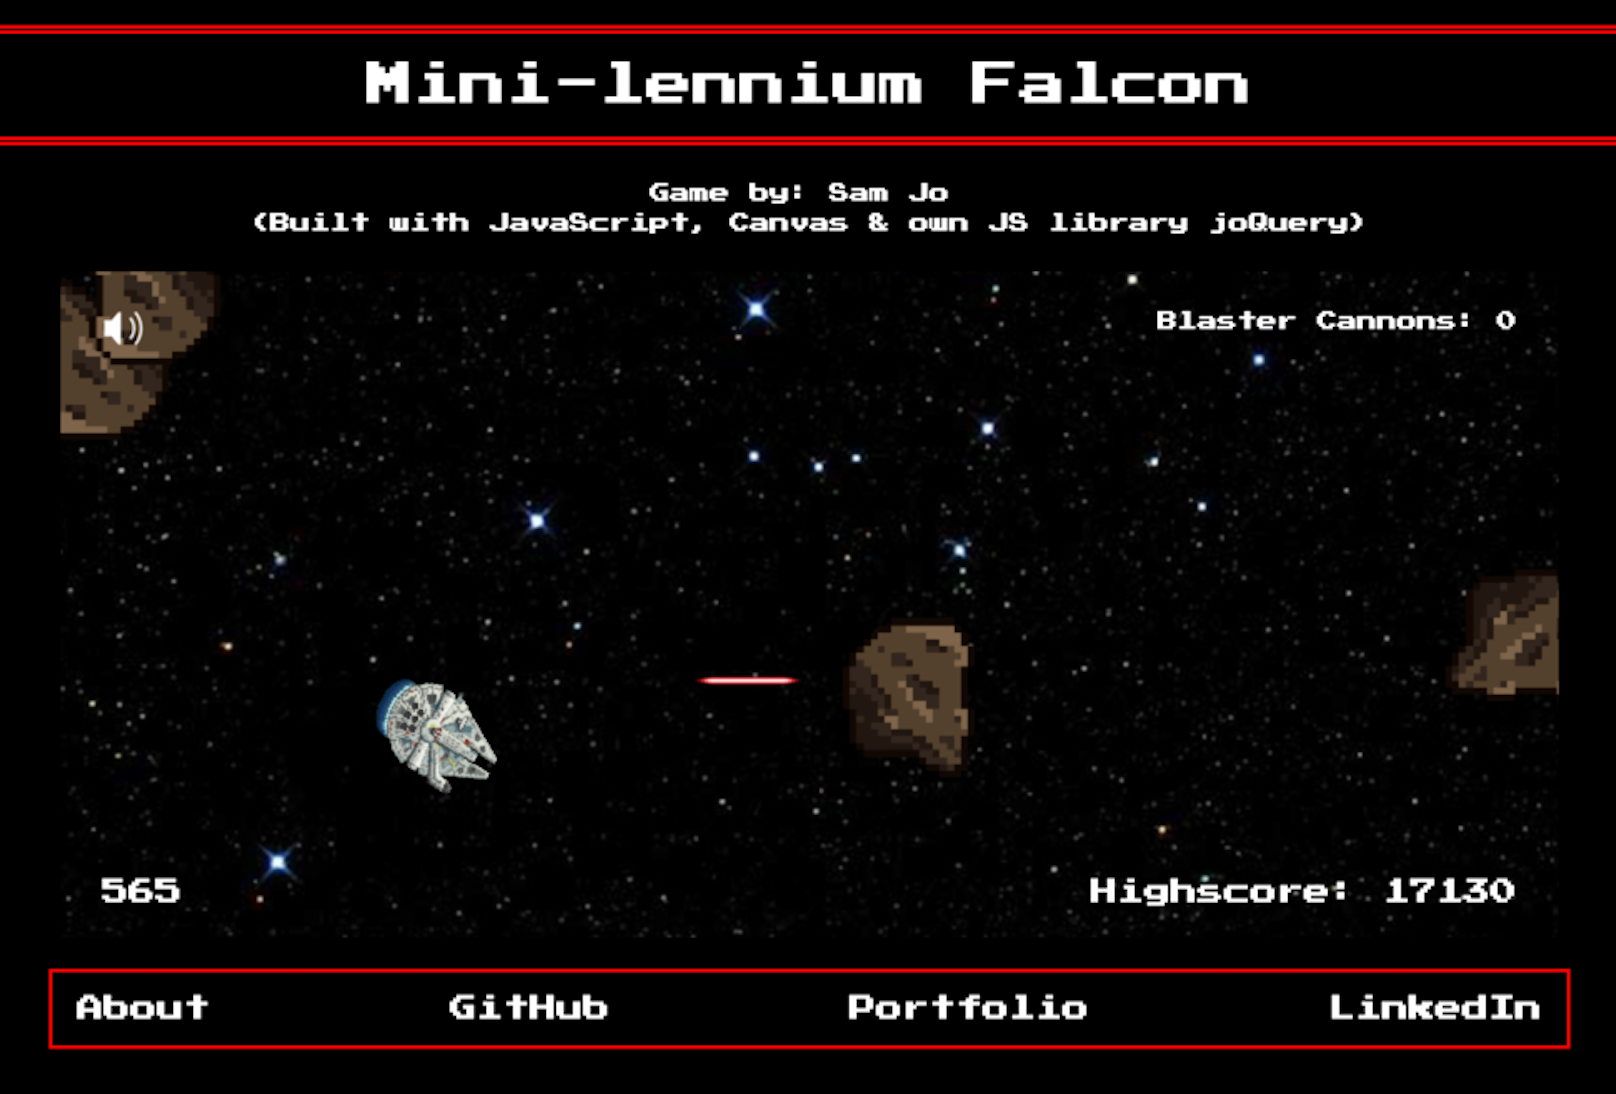 Mini-lennium Falcon
Game by: Sam Jo
(Built with JavaScript, Canvas & own JS library joQuery)
Blaster Cannons: 0
565
Highscore: 17130
About
GitHub
Portfolio
LinkedIn